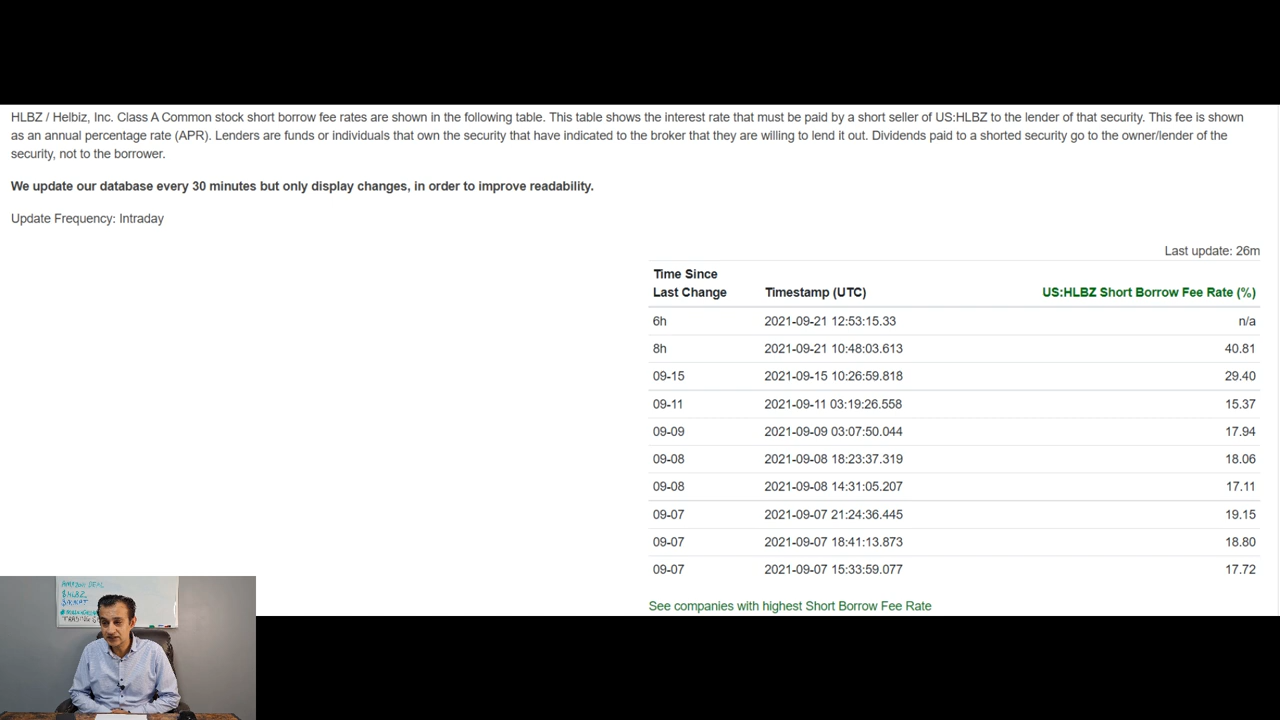 HLBZ / Helbiz, Inc. Class A Common stock short borrow fee rates are shown in the following table. This table shows the interest rate that must be paid by a short seller of US:HLBZ to the lender of that security. This fee is shown
as an annual percentage rate (APR). Lenders are funds or individuals that own the security that have indicated to the broker that they are willing to lend it out. Dividends paid to a shorted security go to the owner/lender of the
security, not to the borrower.
We update our database every 30 minutes but only display changes, in order to improve readability.
Update Frequency: Intraday
Last update: 26m
Time Since
Last Change Timestamp (UTC) US:HLBZ Short Borrow Fee Rate (%)
6h 2021-09-21 12:53:15.33 n/a
8h 2021-09-21 10:48:03.613 40.81
09-15 2021-09-15 10:26:59.818 29.40
09-11 2021-09-11 03:19:26.558 15.37
09-09 2021-09-09 03:07:50.044 17.94
09-08 2021-09-08 18:23:37.319 18.06
09-08 2021-09-08 14:31:05.207 17.11
09-07 2021-09-07 21:24:36.445 19.15
09-07 2021-09-07 18:41:13.873 18.80
09-07 2021-09-07 15:33:59.077 17.72
See companies with highest Short Borrow Fee Rate
DEAL
$HLBZ
TRADING